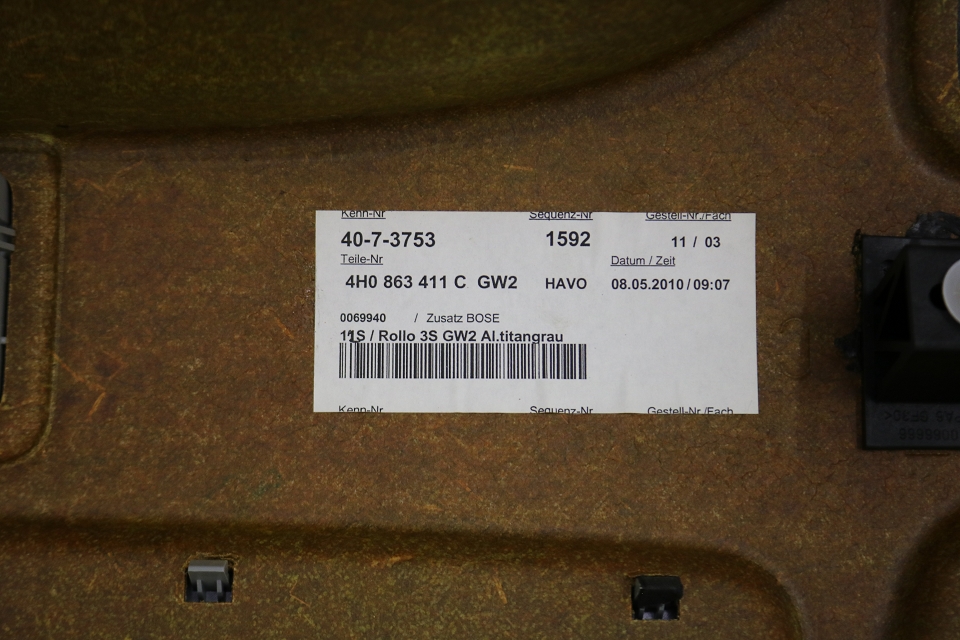 Kenn-Nr Sequenz-Nr Gestell-Nr./Fach
40-7-3753 1592 11 / 03
Teile-Nr Datum / Zeit
4H0 863 411 C GW2 HAVO 08.05.2010 / 09:07
0069940 / Zusatz BOSE
S / Rollo 3S GW2 Al.titangrau
Kenn-Nr Sequenz-Nr Gestell-Nr./Fach